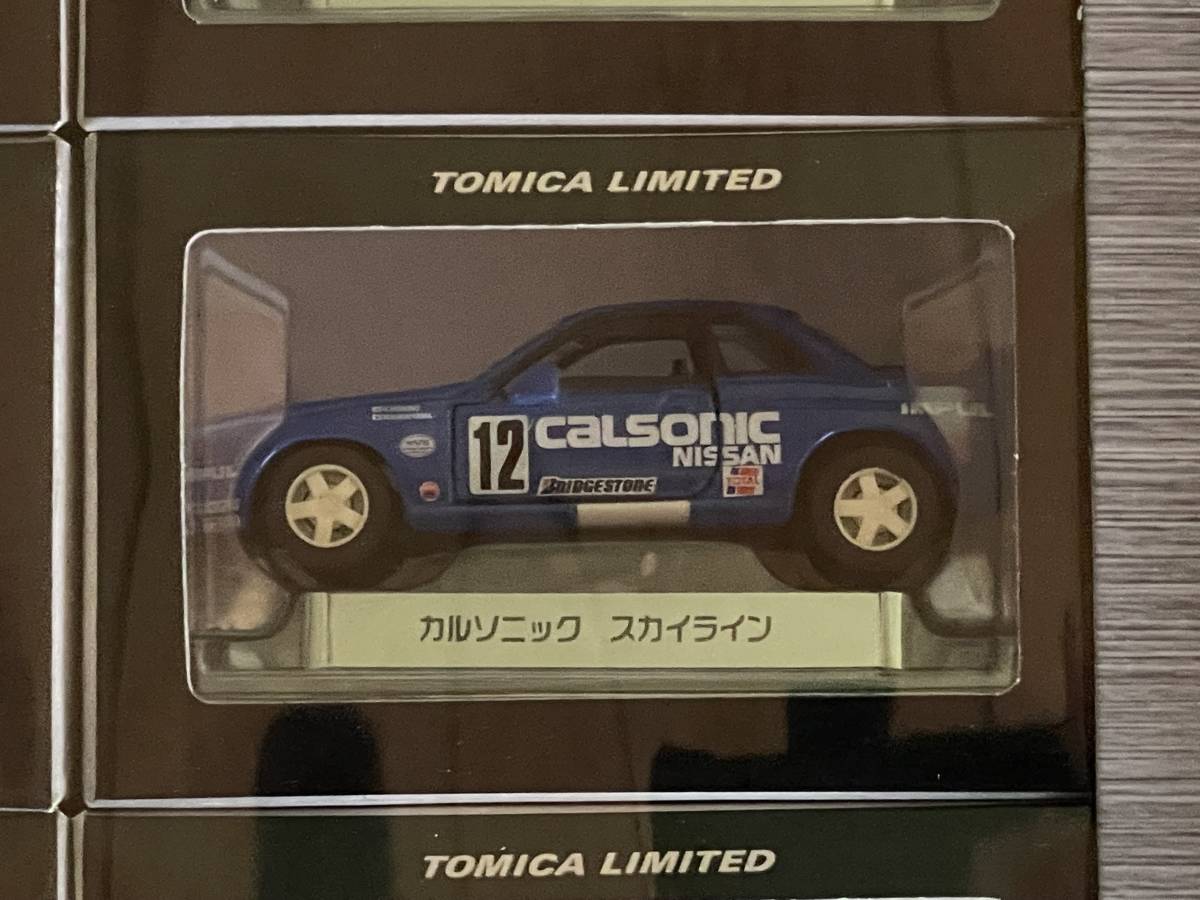 TOMICA LIMITED
12
CALSONIC
NISSAN
BRIDGESTONE
IMPUL
カルソニック スカイライン
TOMICA LIMITED